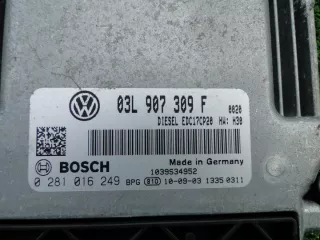 03L 907 309 F 0020
DIESEL EDC17CP20 HW: H30
Made in Germany
BOSCH 1039S34952
0 281 016 249 BPG 810 10-09-03 1335 0311